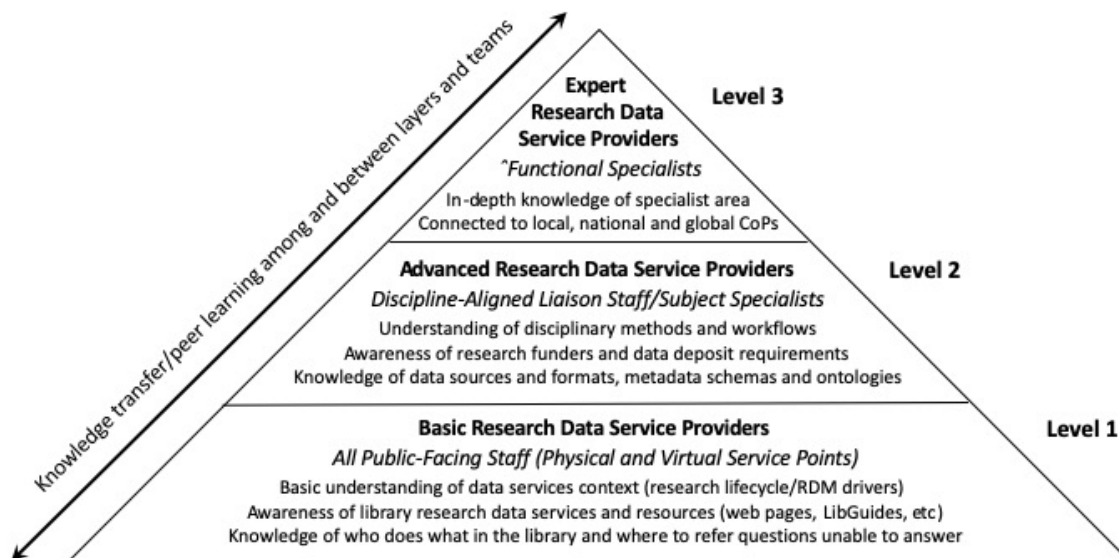 Knowledge transfer/peer learning among and between layers and teams
Expert
Research Data
Service Providers
Level 3
ˆFunctional Specialists
In-depth knowledge of specialist area
Connected to local, national and global CoPs
Advanced Research Data Service Providers
Level 2
Discipline-Aligned Liaison Staff/Subject Specialists
Understanding of disciplinary methods and workflows
Awareness of research funders and data deposit requirements
Knowledge of data sources and formats, metadata schemas and ontologies
Basic Research Data Service Providers
Level 1
All Public-Facing Staff (Physical and Virtual Service Points)
Basic understanding of data services context (research lifecycle/RDM drivers)
Awareness of library research data services and resources (web pages, LibGuides, etc)
Knowledge of who does what in the library and where to refer questions unable to answer